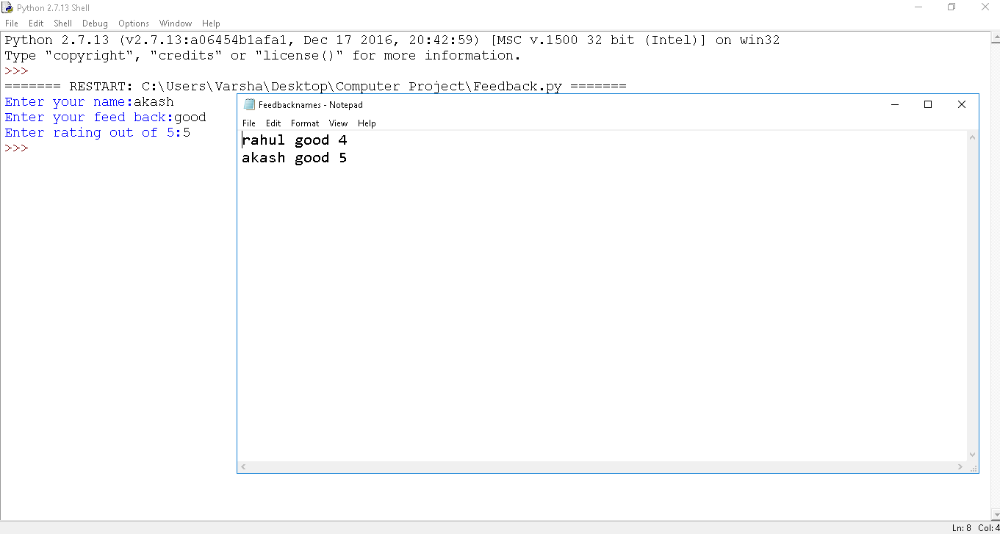 Python 2.7.13 Shell
File Edit Shell Debug Options Window Help
Python 2.7.13 (v2.7.13:a06454b1afa1, Dec 17 2016, 20:42:59) [MSC v.1500 32 bit (Intel)] on win32
Type "copyright", "credits" or "license()" for more information.
>>>
======= RESTART: C:\Users\Varsha\Desktop\Computer Project\Feedback.py =======
Enter your name:akash
Enter your feed back:good
Enter rating out of 5:5
>>>
Feedbacknames - Notepad
File Edit Format View Help
rahul good 4
akash good 5
Ln: 8 Col: 4